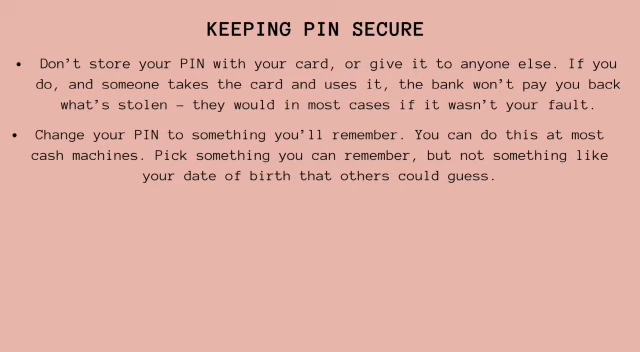 KEEPING PIN SECURE
• Don’t store your PIN with your card, or give it to anyone else. If you
do, and someone takes the card and uses it, the bank won’t pay you back
what’s stolen – they would in most cases if it wasn’t your fault.
• Change your PIN to something you’ll remember. You can do this at most
cash machines. Pick something you can remember, but not something like
your date of birth that others could guess.